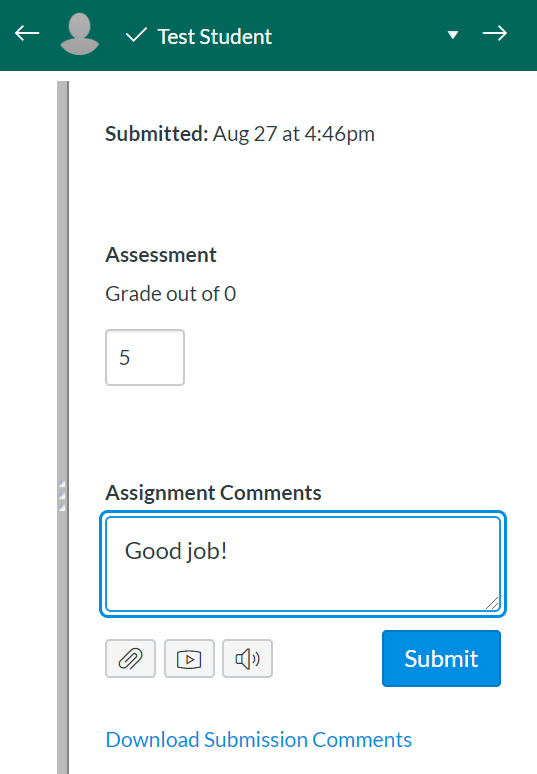 Test Student
Submitted: Aug 27 at 4:46pm
Assessment
Grade out of 0
5
Assignment Comments
Good job!
Submit
Download Submission Comments